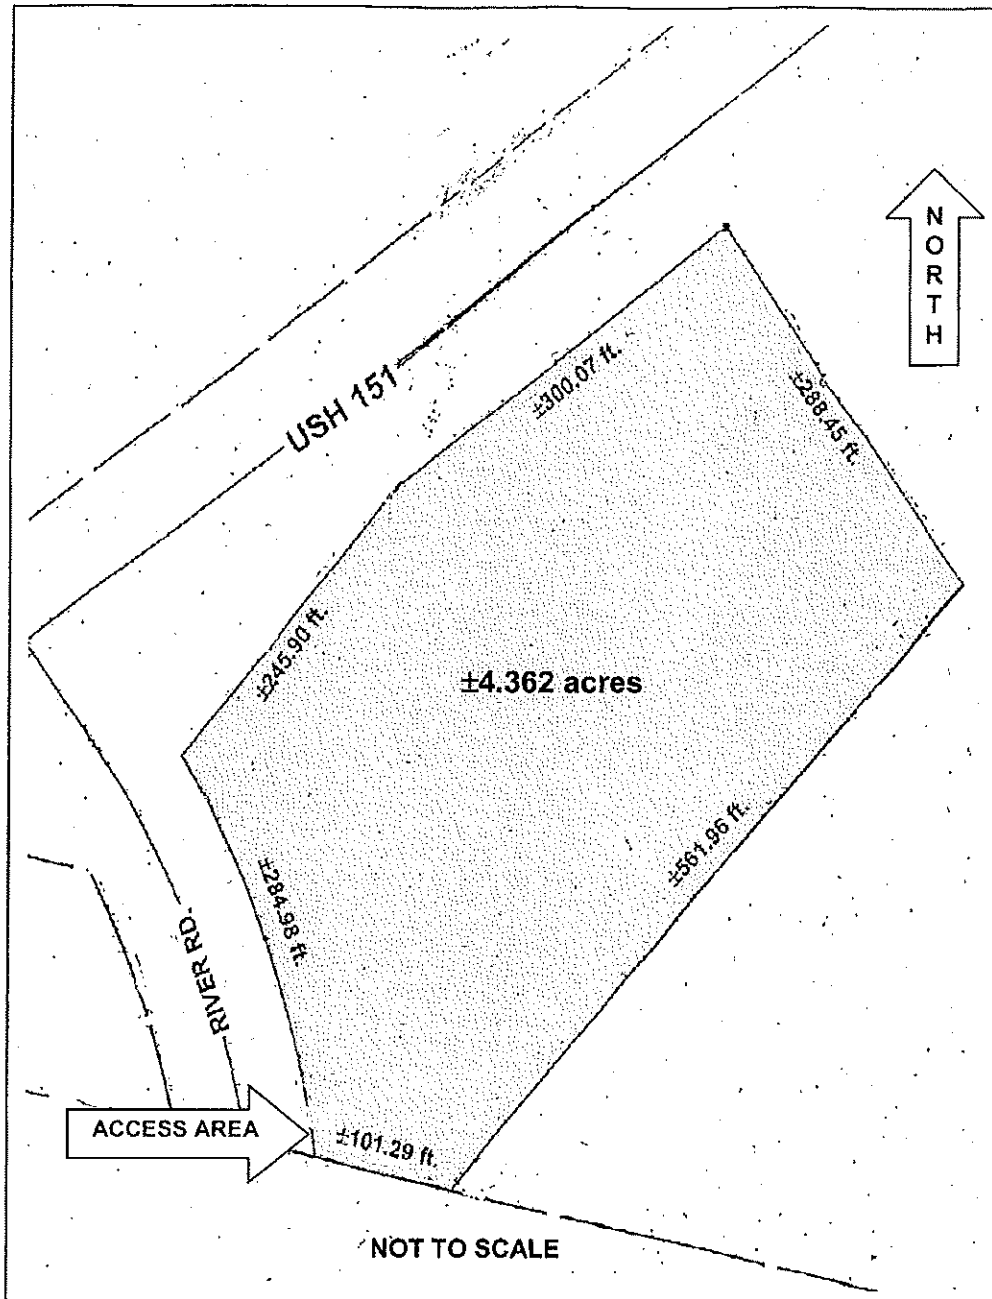 NORTH
USH 151
±300.07 ft.
±288.45 ft.
±245.90 ft.
±4.362 acres
±561.96 ft.
±284.98 ft.
RIVER RD.
ACCESS AREA
±101.29 ft.
NOT TO SCALE